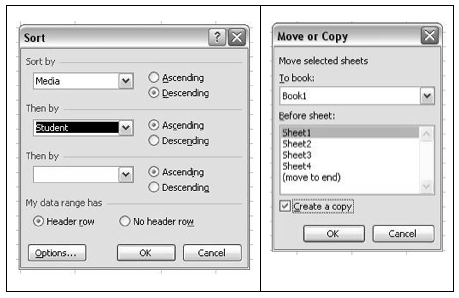 Sort
Sort by
Media
Ascending
Descending
Then by
Student
Ascending
Descending
Then by
Ascending
Descending
My data range has
Header row
No header row
Options...
OK
Cancel
Move or Copy
Move selected sheets
To book:
Book1
Before sheet:
Sheet1
Sheet2
Sheet3
Sheet4
(move to end)
Create a copy
OK
Cancel